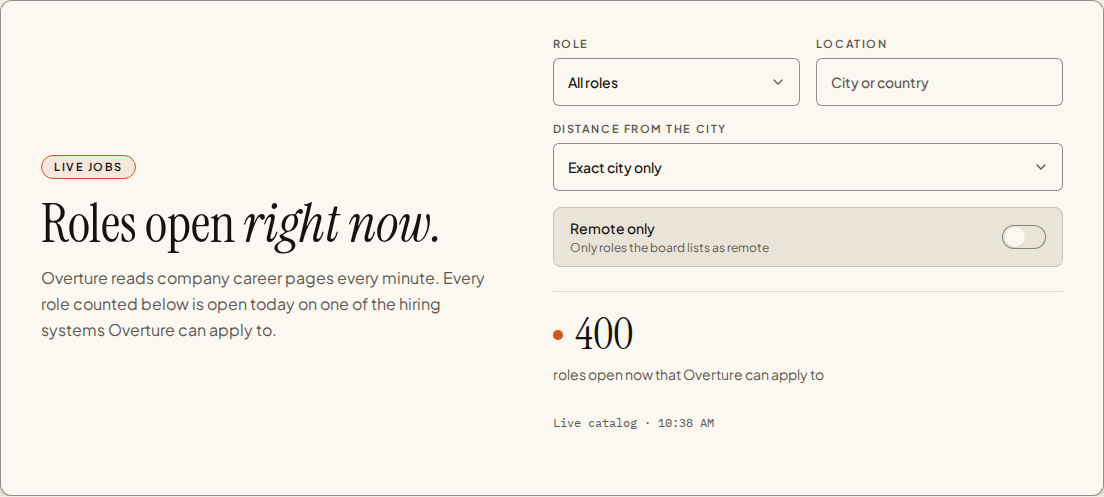 LIVE JOBS
Roles open right now.
Overture reads company career pages every minute. Every
role counted below is open today on one of the hiring
systems Overture can apply to.
ROLE
All roles
LOCATION
City or country
DISTANCE FROM THE CITY
Exact city only
Remote only
Only roles the board lists as remote
400
roles open now that Overture can apply to
Live catalog · 10:38 AM